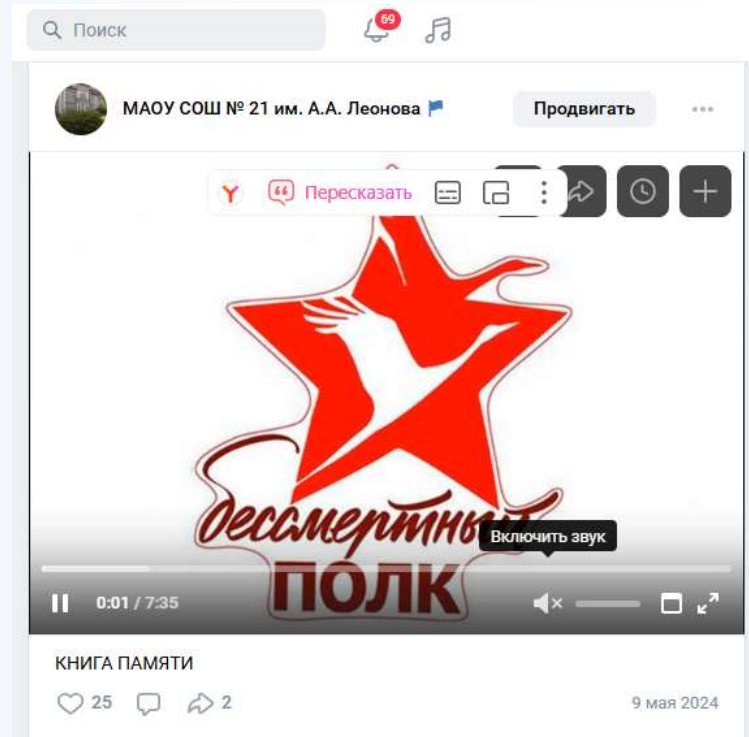 Поиск
69
МАОУ СОШ № 21 им. А.А. Леонова
Продвигать
Пересказать
бессмертный
ПОЛК
Включить звук
0:01 / 7:35
КНИГА ПАМЯТИ
25
2
9 мая 2024